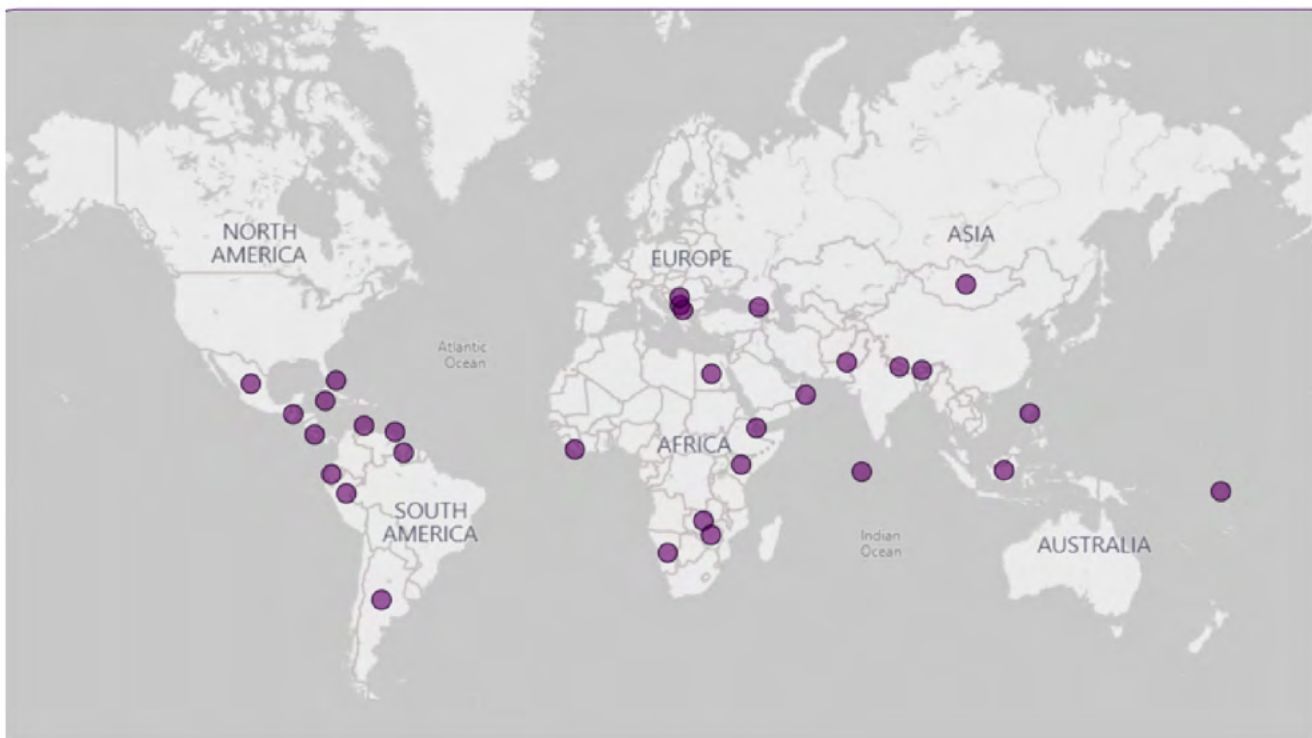 NORTH
AMERICA
EUROPE
ASIA
Atlantic
Ocean
AFRICA
SOUTH
AMERICA
Indian
Ocean
AUSTRALIA